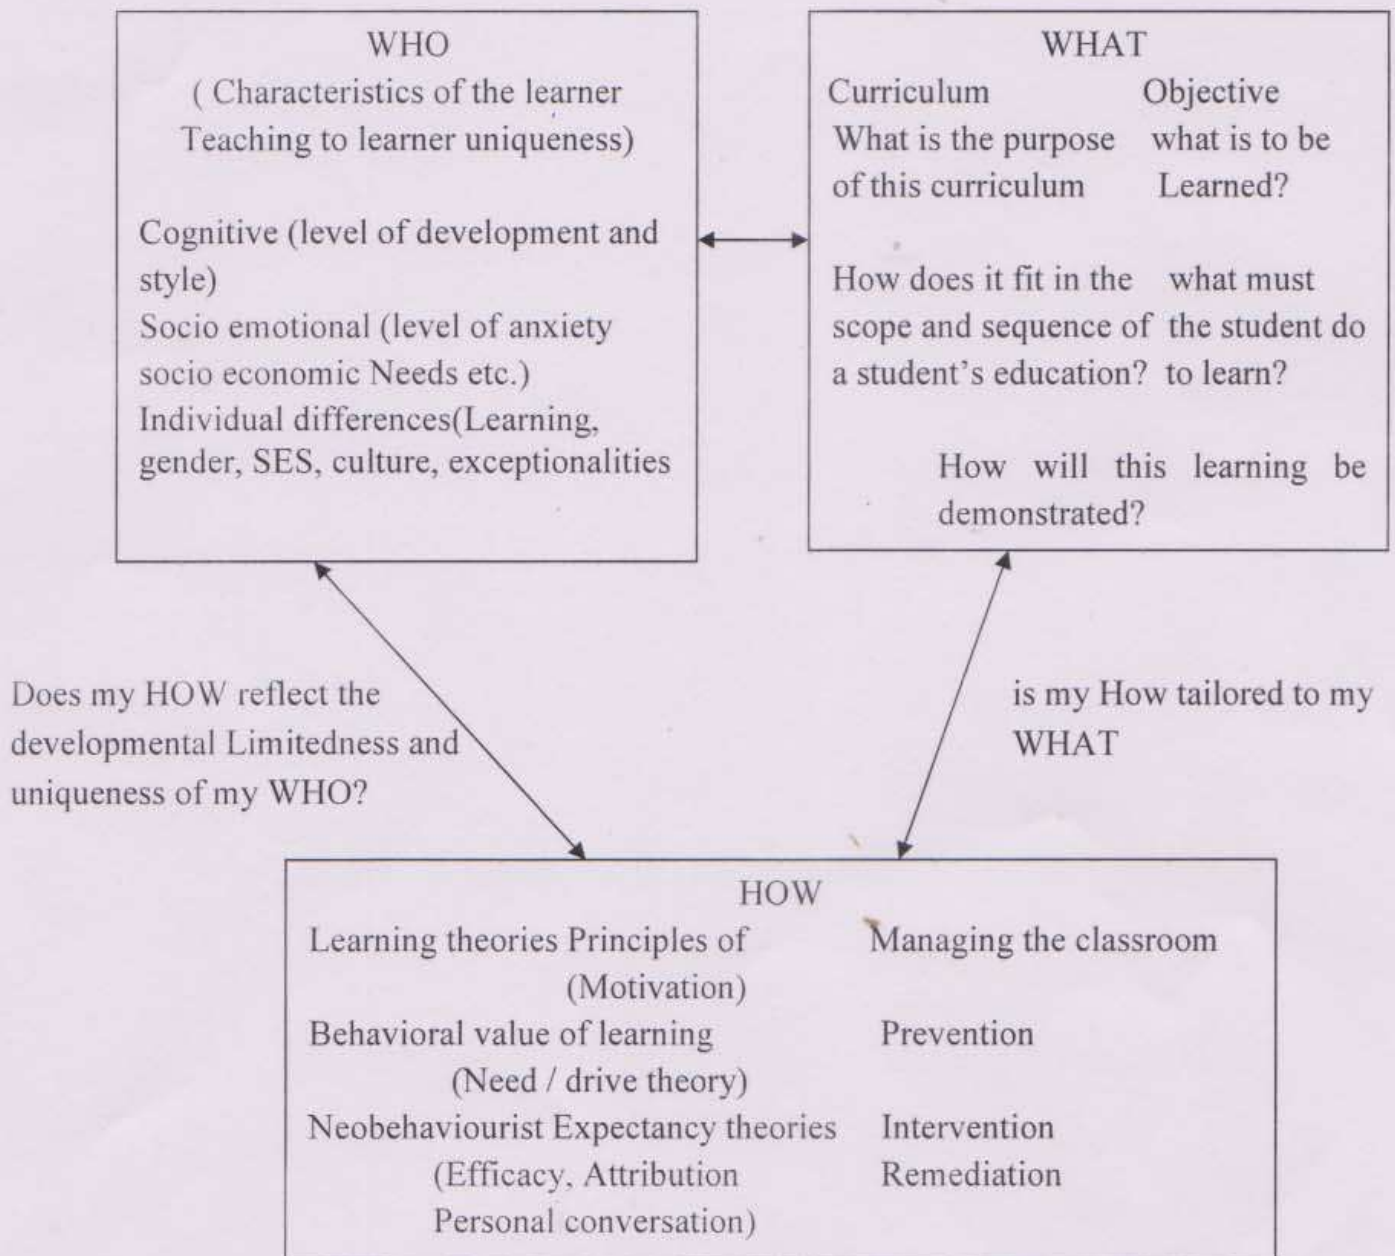 WHO
( Characteristics of the learner
Teaching to learner uniqueness)
Cognitive (level of development and
style)
Socio emotional (level of anxiety
socio economic Needs etc.)
Individual differences(Learning,
gender, SES, culture, exceptionalities
WHAT
Curriculum Objective
What is the purpose what is to be
of this curriculum Learned?
How does it fit in the what must
scope and sequence of the student do
a student's education? to learn?
How will this learning be
demonstrated?
Does my HOW reflect the
developmental Limitedness and
uniqueness of my WHO?
is my How tailored to my
WHAT
HOW
Learning theories Principles of Managing the classroom
(Motivation)
Behavioral value of learning Prevention
(Need / drive theory)
Neobehaviourist Expectancy theories Intervention
(Efficacy, Attribution Remediation
Personal conversation)